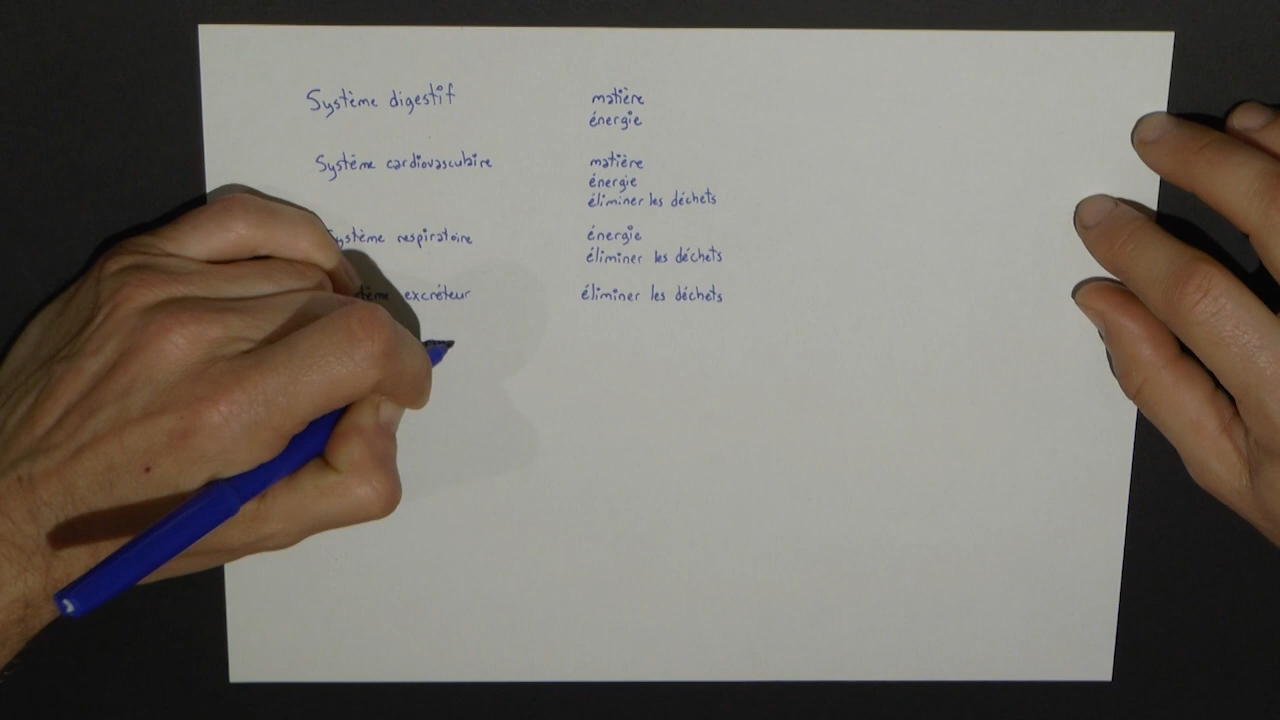 Système digestif matière
énergie
Système cardiovasculaire matière
énergie
éliminer les déchets
Système respiratoire énergie
éliminer les déchets
excréteur éliminer les déchets